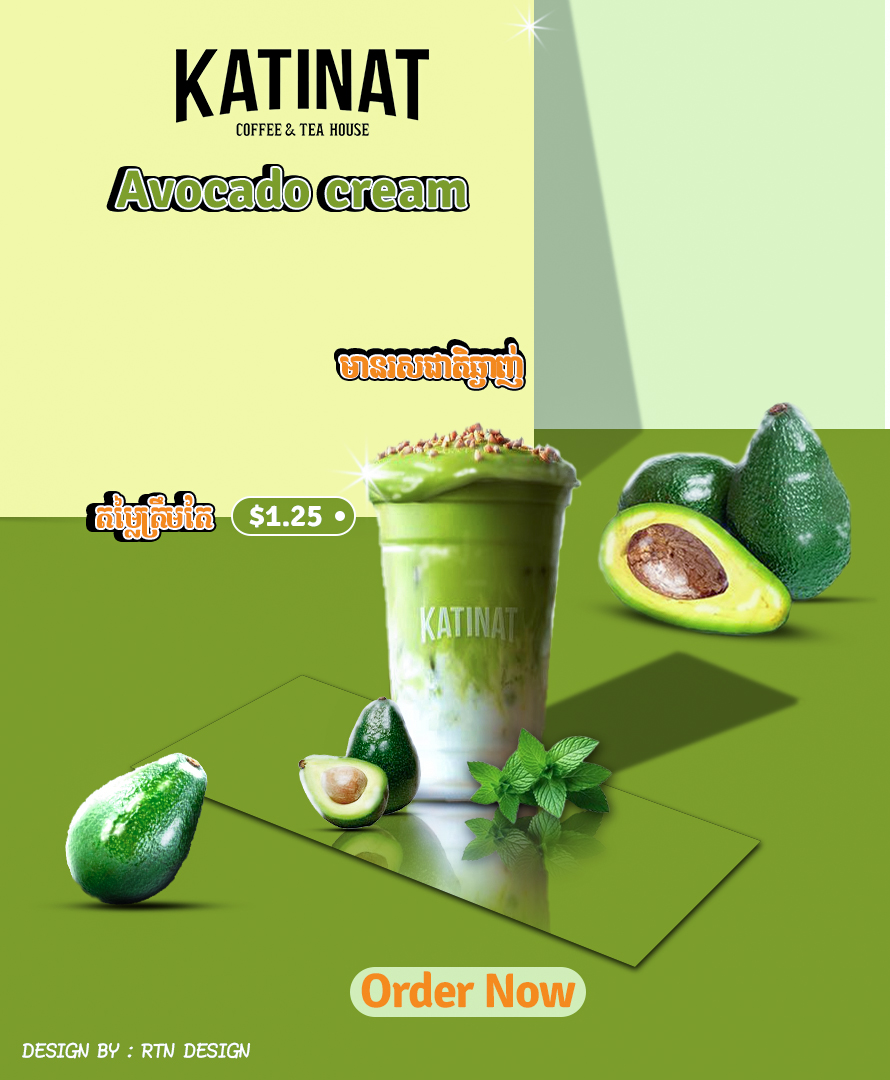 KATINAT
COFFEE & TEA HOUSE
Avocado cream
មានរសជាតិឆ្ងាញ់
តម្លៃត្រឹមតែ $1.25
KATINAT
Order Now
DESIGN BY : RTN DESIGN